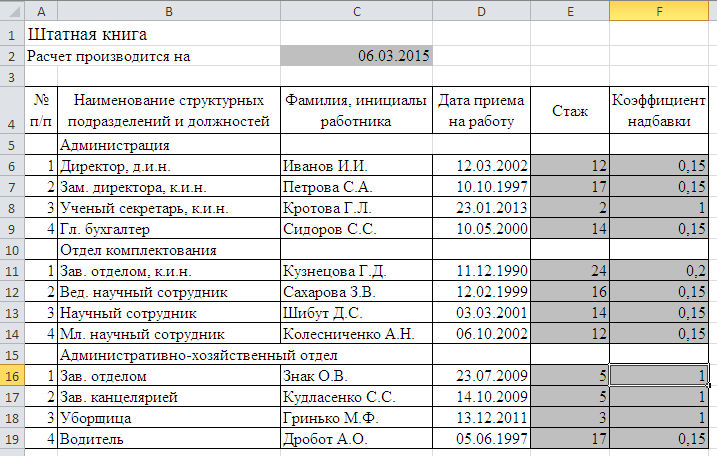 A B C D E F
1 Штатная книга
2 Расчет производится на 06.03.2015
3
4 № п/п Наименование структурных подразделений и должностей Фамилия, инициалы работника Дата приема на работу Стаж Коэффициент надбавки
5 Администрация
6 1 Директор, д.и.н. Иванов И.И. 12.03.2002 12 0,15
7 2 Зам. директора, к.и.н. Петрова С.А. 10.10.1997 17 0,15
8 3 Ученый секретарь, к.и.н. Кротова Г.Л. 23.01.2013 2 1
9 4 Гл. бухгалтер Сидоров С.С. 10.05.2000 14 0,15
10 Отдел комплектования
11 1 Зав. отделом, к.и.н. Кузнецова Г.Д. 11.12.1990 24 0,2
12 2 Вед. научный сотрудник Сахарова З.В. 12.02.1999 16 0,15
13 3 Научный сотрудник Шибут Д.С. 03.03.2001 14 0,15
14 4 Мл. научный сотрудник Колесниченко А.Н. 06.10.2002 12 0,15
15 Административно-хозяйственный отдел
16 1 Зав. отделом Знак О.В. 23.07.2009 5 1
17 2 Зав. канцелярией Кудласенко С.С. 14.10.2009 5 1
18 3 Уборщица Гринько М.Ф. 13.12.2011 3 1
19 4 Водитель Дробот А.О. 05.06.1997 17 0,15